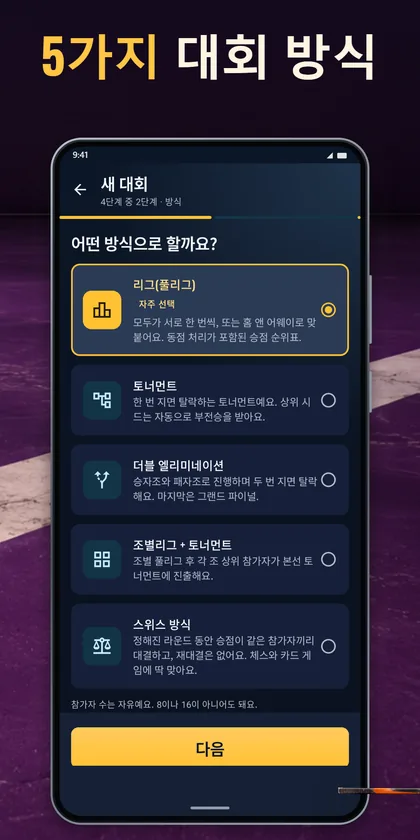 5가지 대회 방식
9:41
새 대회
4단계 중 2단계 · 방식
어떤 방식으로 할까요?
리그(풀리그)
자주 선택
모두가 서로 한 번씩, 또는 홈 앤 어웨이로 맞
붙어요. 동점 처리가 포함된 승점 순위표.
토너먼트
한 번 지면 탈락하는 토너먼트예요. 상위 시
드는 자동으로 부전승을 받아요.
더블 엘리미네이션
승자조와 패자조로 진행하며 두 번 지면 탈락
해요. 마지막은 그랜드 파이널.
조별리그 + 토너먼트
조별 풀리그 후 각 조 상위 참가자가 본선 토
너먼트에 진출해요.
스위스 방식
정해진 라운드 동안 승점이 같은 참가자끼리
대결하고, 재대결은 없어요. 체스와 카드 게
임에 딱 맞아요.
참가자 수는 자유예요. 8이나 16이 아니어도 돼요.
다음